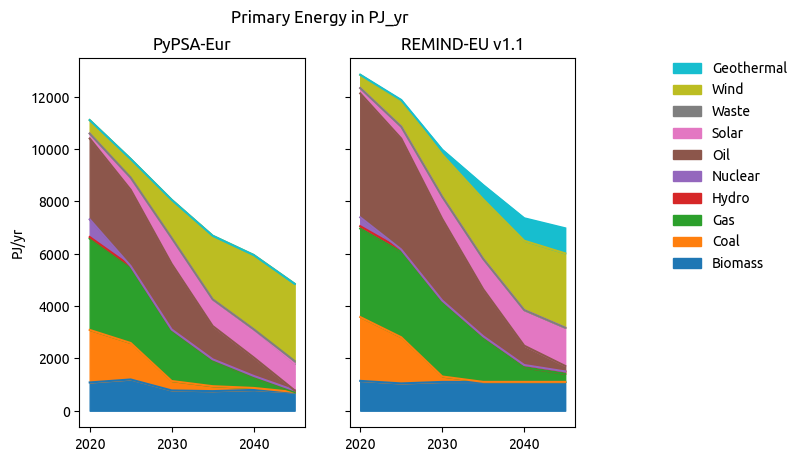 Primary Energy in PJ_yr
PyPSA-Eur
REMIND-EU v1.1
PJ/yr
12000
10000
8000
6000
4000
2000
0
2020
2030
2040
2020
2030
2040
Geothermal
Wind
Waste
Solar
Oil
Nuclear
Hydro
Gas
Coal
Biomass